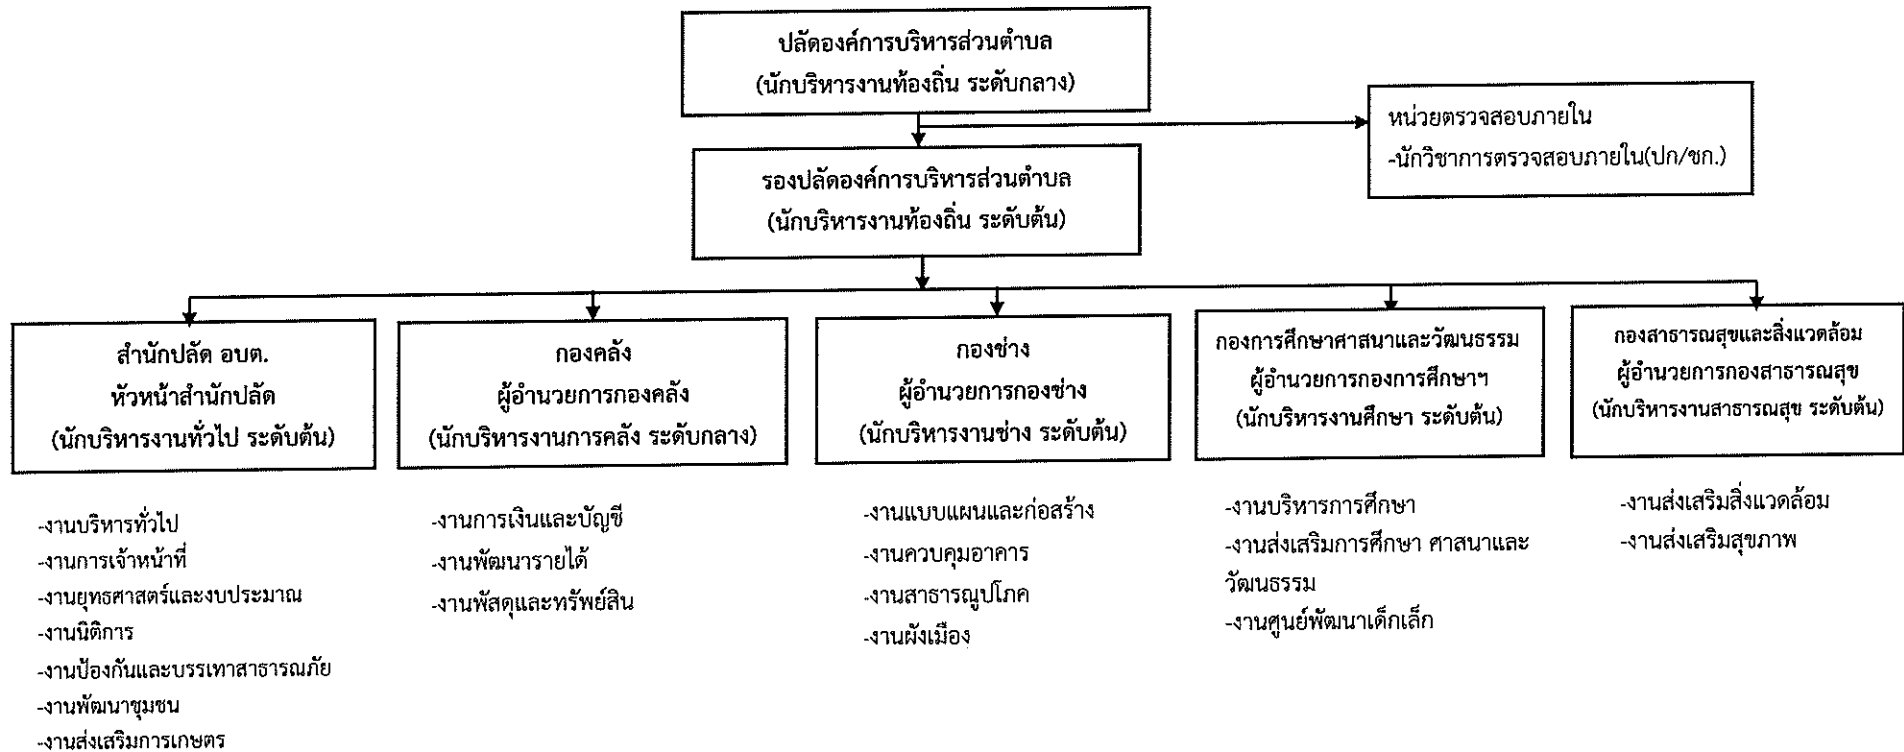 ปลัดองค์การบริหารส่วนตำบล
(นักบริหารงานท้องถิ่น ระดับกลาง)
หน่วยตรวจสอบภายใน
-นักวิชาการตรวจสอบภายใน(ปก/ชก.)
รองปลัดองค์การบริหารส่วนตำบล
(นักบริหารงานท้องถิ่น ระดับต้น)
สำนักปลัด อบต.
หัวหน้าสำนักปลัด
(นักบริหารงานทั่วไป ระดับต้น)
-งานบริหารทั่วไป
-งานการเจ้าหน้าที่
-งานยุทธศาสตร์และงบประมาณ
-งานนิติการ
-งานป้องกันและบรรเทาสาธารณภัย
-งานพัฒนาชุมชน
-งานส่งเสริมการเกษตร
กองคลัง
ผู้อำนวยการกองคลัง
(นักบริหารงานการคลัง ระดับกลาง)
-งานการเงินและบัญชี
-งานพัฒนารายได้
-งานพัสดุและทรัพย์สิน
กองช่าง
ผู้อำนวยการกองช่าง
(นักบริหารงานช่าง ระดับต้น)
-งานแบบแผนและก่อสร้าง
-งานควบคุมอาคาร
-งานสาธารณูปโภค
-งานผังเมือง
กองการศึกษาศาสนาและวัฒนธรรม
ผู้อำนวยการกองการศึกษาฯ
(นักบริหารงานศึกษา ระดับต้น)
-งานบริหารการศึกษา
-งานส่งเสริมการศึกษา ศาสนาและ
วัฒนธรรม
-งานศูนย์พัฒนาเด็กเล็ก
กองสาธารณสุขและสิ่งแวดล้อม
ผู้อำนวยการกองสาธารณสุข
(นักบริหารงานสาธารณสุข ระดับต้น)
-งานส่งเสริมสิ่งแวดล้อม
-งานส่งเสริมสุขภาพ